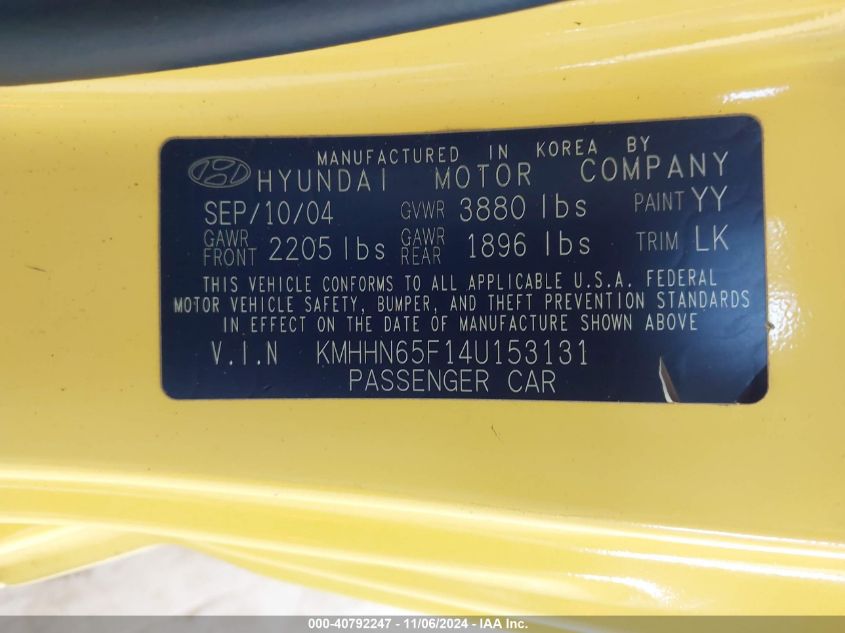 MANUFACTURED IN KOREA BY
HYUNDAI MOTOR COMPANY
SEP/10/04 GVWR 3880 lbs PAINT YY
GAWR FRONT 2205 lbs GAWR REAR 1896 lbs TRIM LK
THIS VEHICLE CONFORMS TO ALL APPLICABLE U.S.A. FEDERAL
MOTOR VEHICLE SAFETY, BUMPER, AND THEFT PREVENTION STANDARDS
IN EFFECT ON THE DATE OF MANUFACTURE SHOWN ABOVE
V.I.N KMHHN65F14U153131
PASSENGER CAR
000-40792247 - 11/06/2024 - IAA Inc.